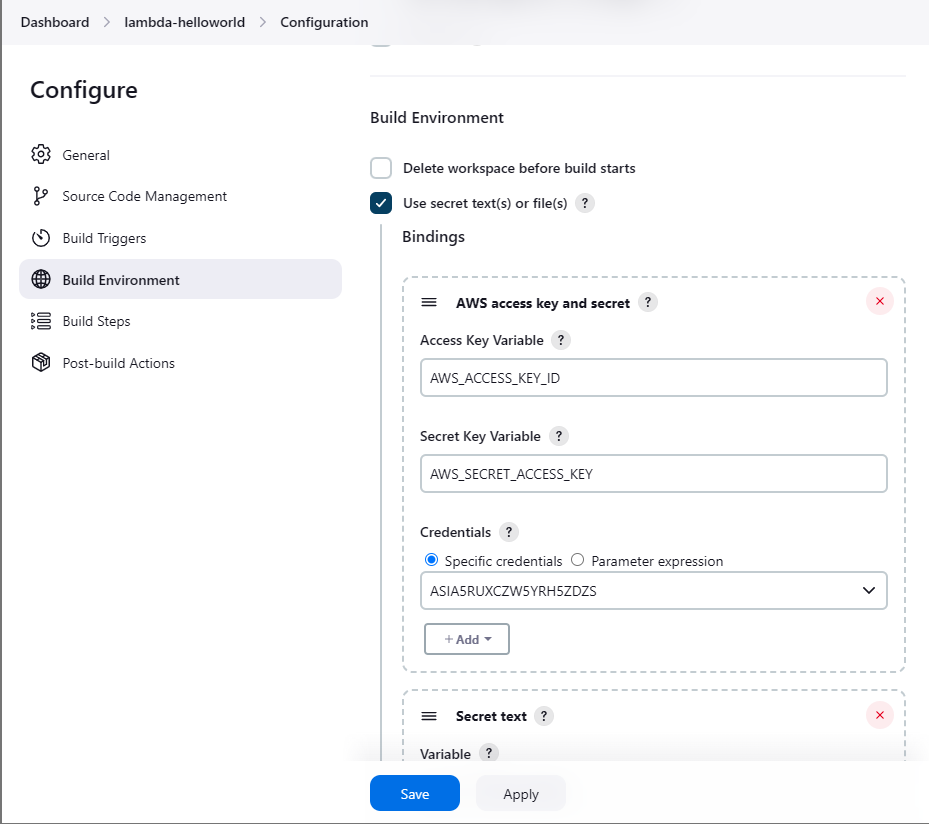 Dashboard > lambda-helloworld > Configuration
Configure
General
Source Code Management
Build Triggers
Build Environment
Build Steps
Post-build Actions
Build Environment
Delete workspace before build starts
Use secret text(s) or file(s) ?
Bindings
AWS access key and secret ?
Access Key Variable ?
AWS_ACCESS_KEY_ID
Secret Key Variable ?
AWS_SECRET_ACCESS_KEY
Credentials ?
Specific credentials Parameter expression
ASIA5RUXCZW5YRH5ZDZS
+ Add
Secret text ?
Variable ?
Save Apply